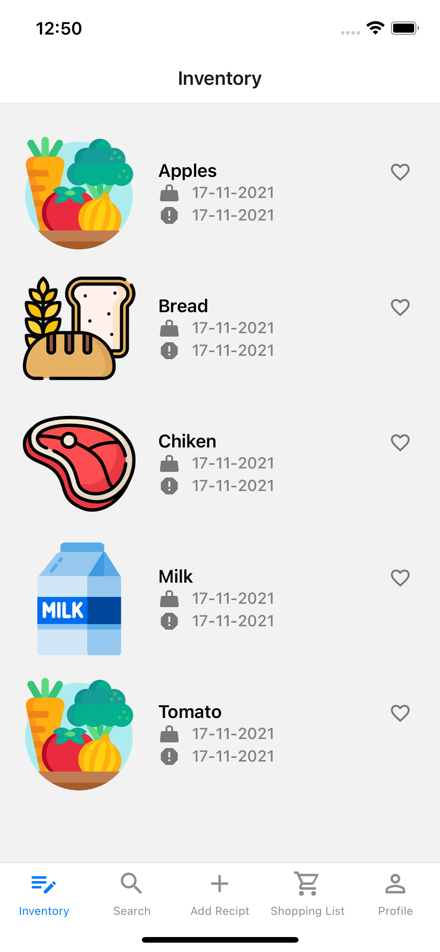 12:50
Inventory
Apples
17-11-2021
17-11-2021
Bread
17-11-2021
17-11-2021
Chiken
17-11-2021
17-11-2021
MILK
Milk
17-11-2021
17-11-2021
Tomato
17-11-2021
17-11-2021
Inventory Search Add Recipt Shopping List Profile